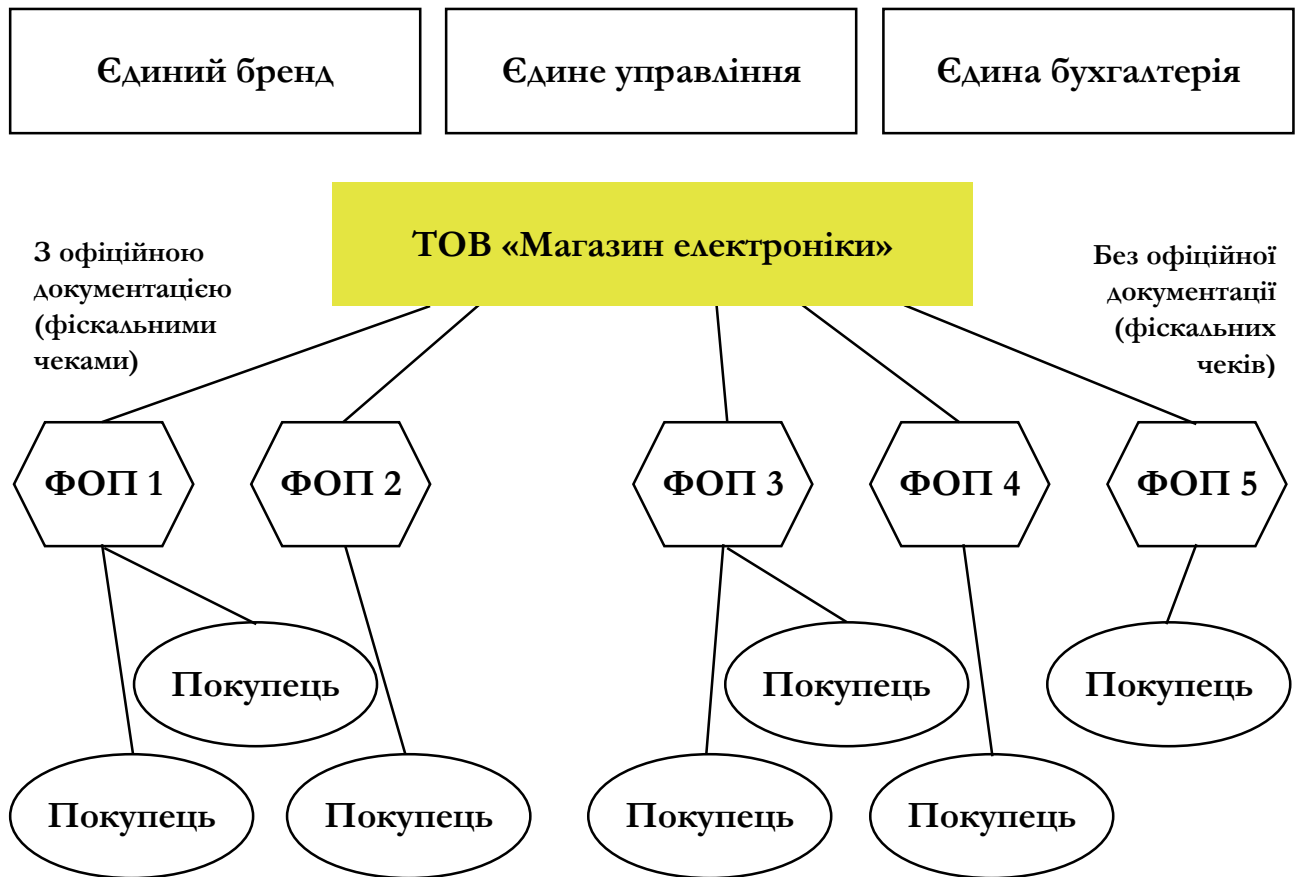 Єдиний бренд
Єдине управління
Єдина бухгалтерія
ТОВ «Магазин електроніки»
З офіційною
документацією
(фіскальними
чеками)
Без офіційної
документації
(фіскальних
чеків)
ФОП 1
ФОП 2
ФОП 3
ФОП 4
ФОП 5
Покупець
Покупець
Покупець
Покупець
Покупець
Покупець
Покупець